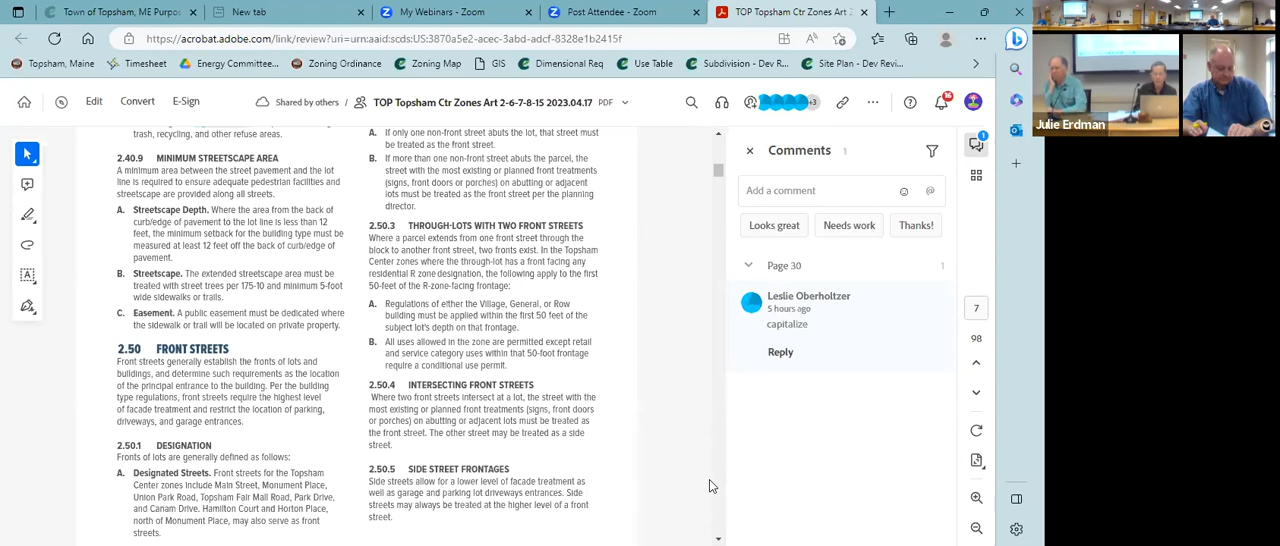 Town of Topsham, ME Purpo
New tab
My Webinars - Zoom
Post Attendee - Zoom
TOP Topsham Ctr Zones Art 2
https://acrobat.adobe.com/link/review?uri=urn:aaid:scds:US:3870a5e2-acec-3abd-adcf-8328e1b2415f
Topsham, Maine
Timesheet
Energy Committee...
Zoning Ordinance
Zoning Map
GIS
Dimensional Req
Use Table
Subdivision - Dev R...
Site Plan - Dev Revi...
Edit
Convert
E-Sign
Shared by others
TOP Topsham Ctr Zones Art 2-6-7-8-15 2023.04.17
PDF
+3
16
trash, recycling, and other refuse areas.
2.40.9 MINIMUM STREETSCAPE AREA
A minimum area between the street pavement and the lot
line is required to ensure adequate pedestrian facilities and
streetscape are provided along all streets.
A. Streetscape Depth. Where the area from the back of
curb/edge of pavement to the lot line is less than 12
feet, the minimum setback for the building type must be
measured at least 12 feet off the back of curb/edge of
pavement.
B. Streetscape. The extended streetscape area must be
treated with street trees per 175-10 and minimum 5-foot
wide sidewalks or trails.
C. Easement. A public easement must be dedicated where
the sidewalk or trail will be located on private property.
2.50 FRONT STREETS
Front streets generally establish the fronts of lots and
buildings, and determine such requirements as the location
of the principal entrance to the building. Per the building
type regulations, front streets require the highest level
of facade treatment and restrict the location of parking,
driveways, and garage entrances.
2.50.1 DESIGNATION
Fronts of lots are generally defined as follows:
A. Designated Streets. Front streets for the Topsham
Center zones include Main Street, Monument Place,
Union Park Road, Topsham Fair Mall Road, Park Drive,
and Canam Drive. Hamilton Court and Horton Place,
north of Monument Place, may also serve as front
streets.
A. If only one non-front street abuts the lot, that street must
be treated as the front street.
B. If more than one non-front street abuts the parcel, the
street with the most existing or planned front treatments
(signs, front doors or porches) on abutting or adjacent
lots must be treated as the front street per the planning
director.
2.50.3 THROUGH-LOTS WITH TWO FRONT STREETS
Where a parcel extends from one front street through the
block to another front street, two fronts exist. In the Topsham
Center zones where the through-lot has a front facing any
residential R zone designation, the following apply to the first
50-feet of the R-zone-facing frontage:
A. Regulations of either the Village, General, or Row
building must be applied within the first 50 feet of the
subject lot's depth on that frontage.
B. All uses allowed in the zone are permitted except retail
and service category uses within that 50-foot frontage
require a conditional use permit.
2.50.4 INTERSECTING FRONT STREETS
Where two front streets intersect at a lot, the street with the
most existing or planned front treatments (signs, front doors
or porches) on abutting or adjacent lots must be treated as
the front street. The other street may be treated as a side
street.
2.50.5 SIDE STREET FRONTAGES
Side streets allow for a lower level of facade treatment as
well as garage and parking lot driveways entrances. Side
streets may always be treated at the higher level of a front
street.
Comments 1
Add a comment
Looks great
Needs work
Thanks!
Page 30
1
Leslie Oberholtzer
5 hours ago
capitalize
Reply
1
7
98
Julie Erdman